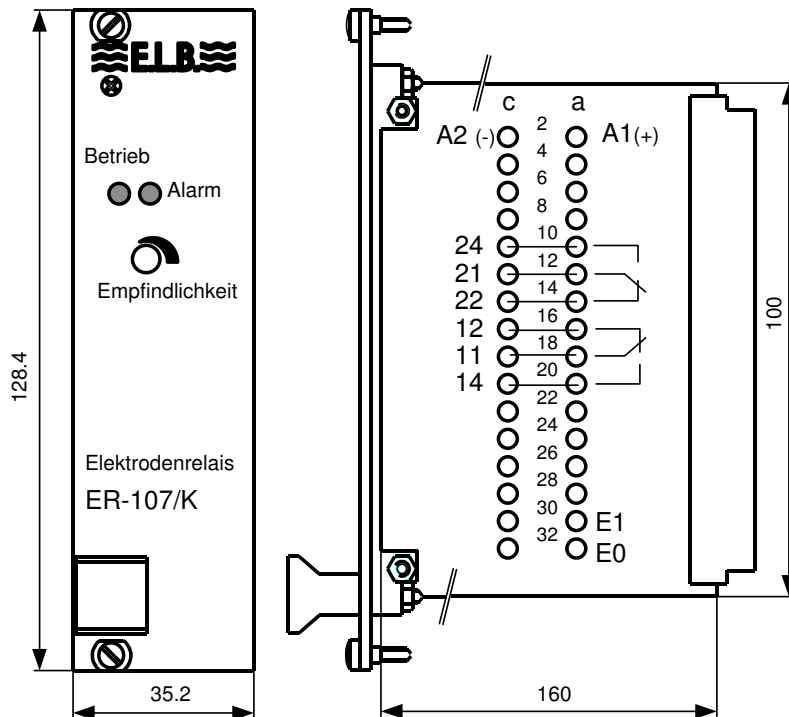 E.L.B.
Betrieb
Alarm
Empfindlichkeit
Elektrodenrelais
ER-107/K
128.4
35.2
c a
A2 (-) 2 A1(+)
4
6
8
24 10
21 12
22 14
12 16
11 18
14 20
22
24
26
28
30 E1
32 E0
100
160